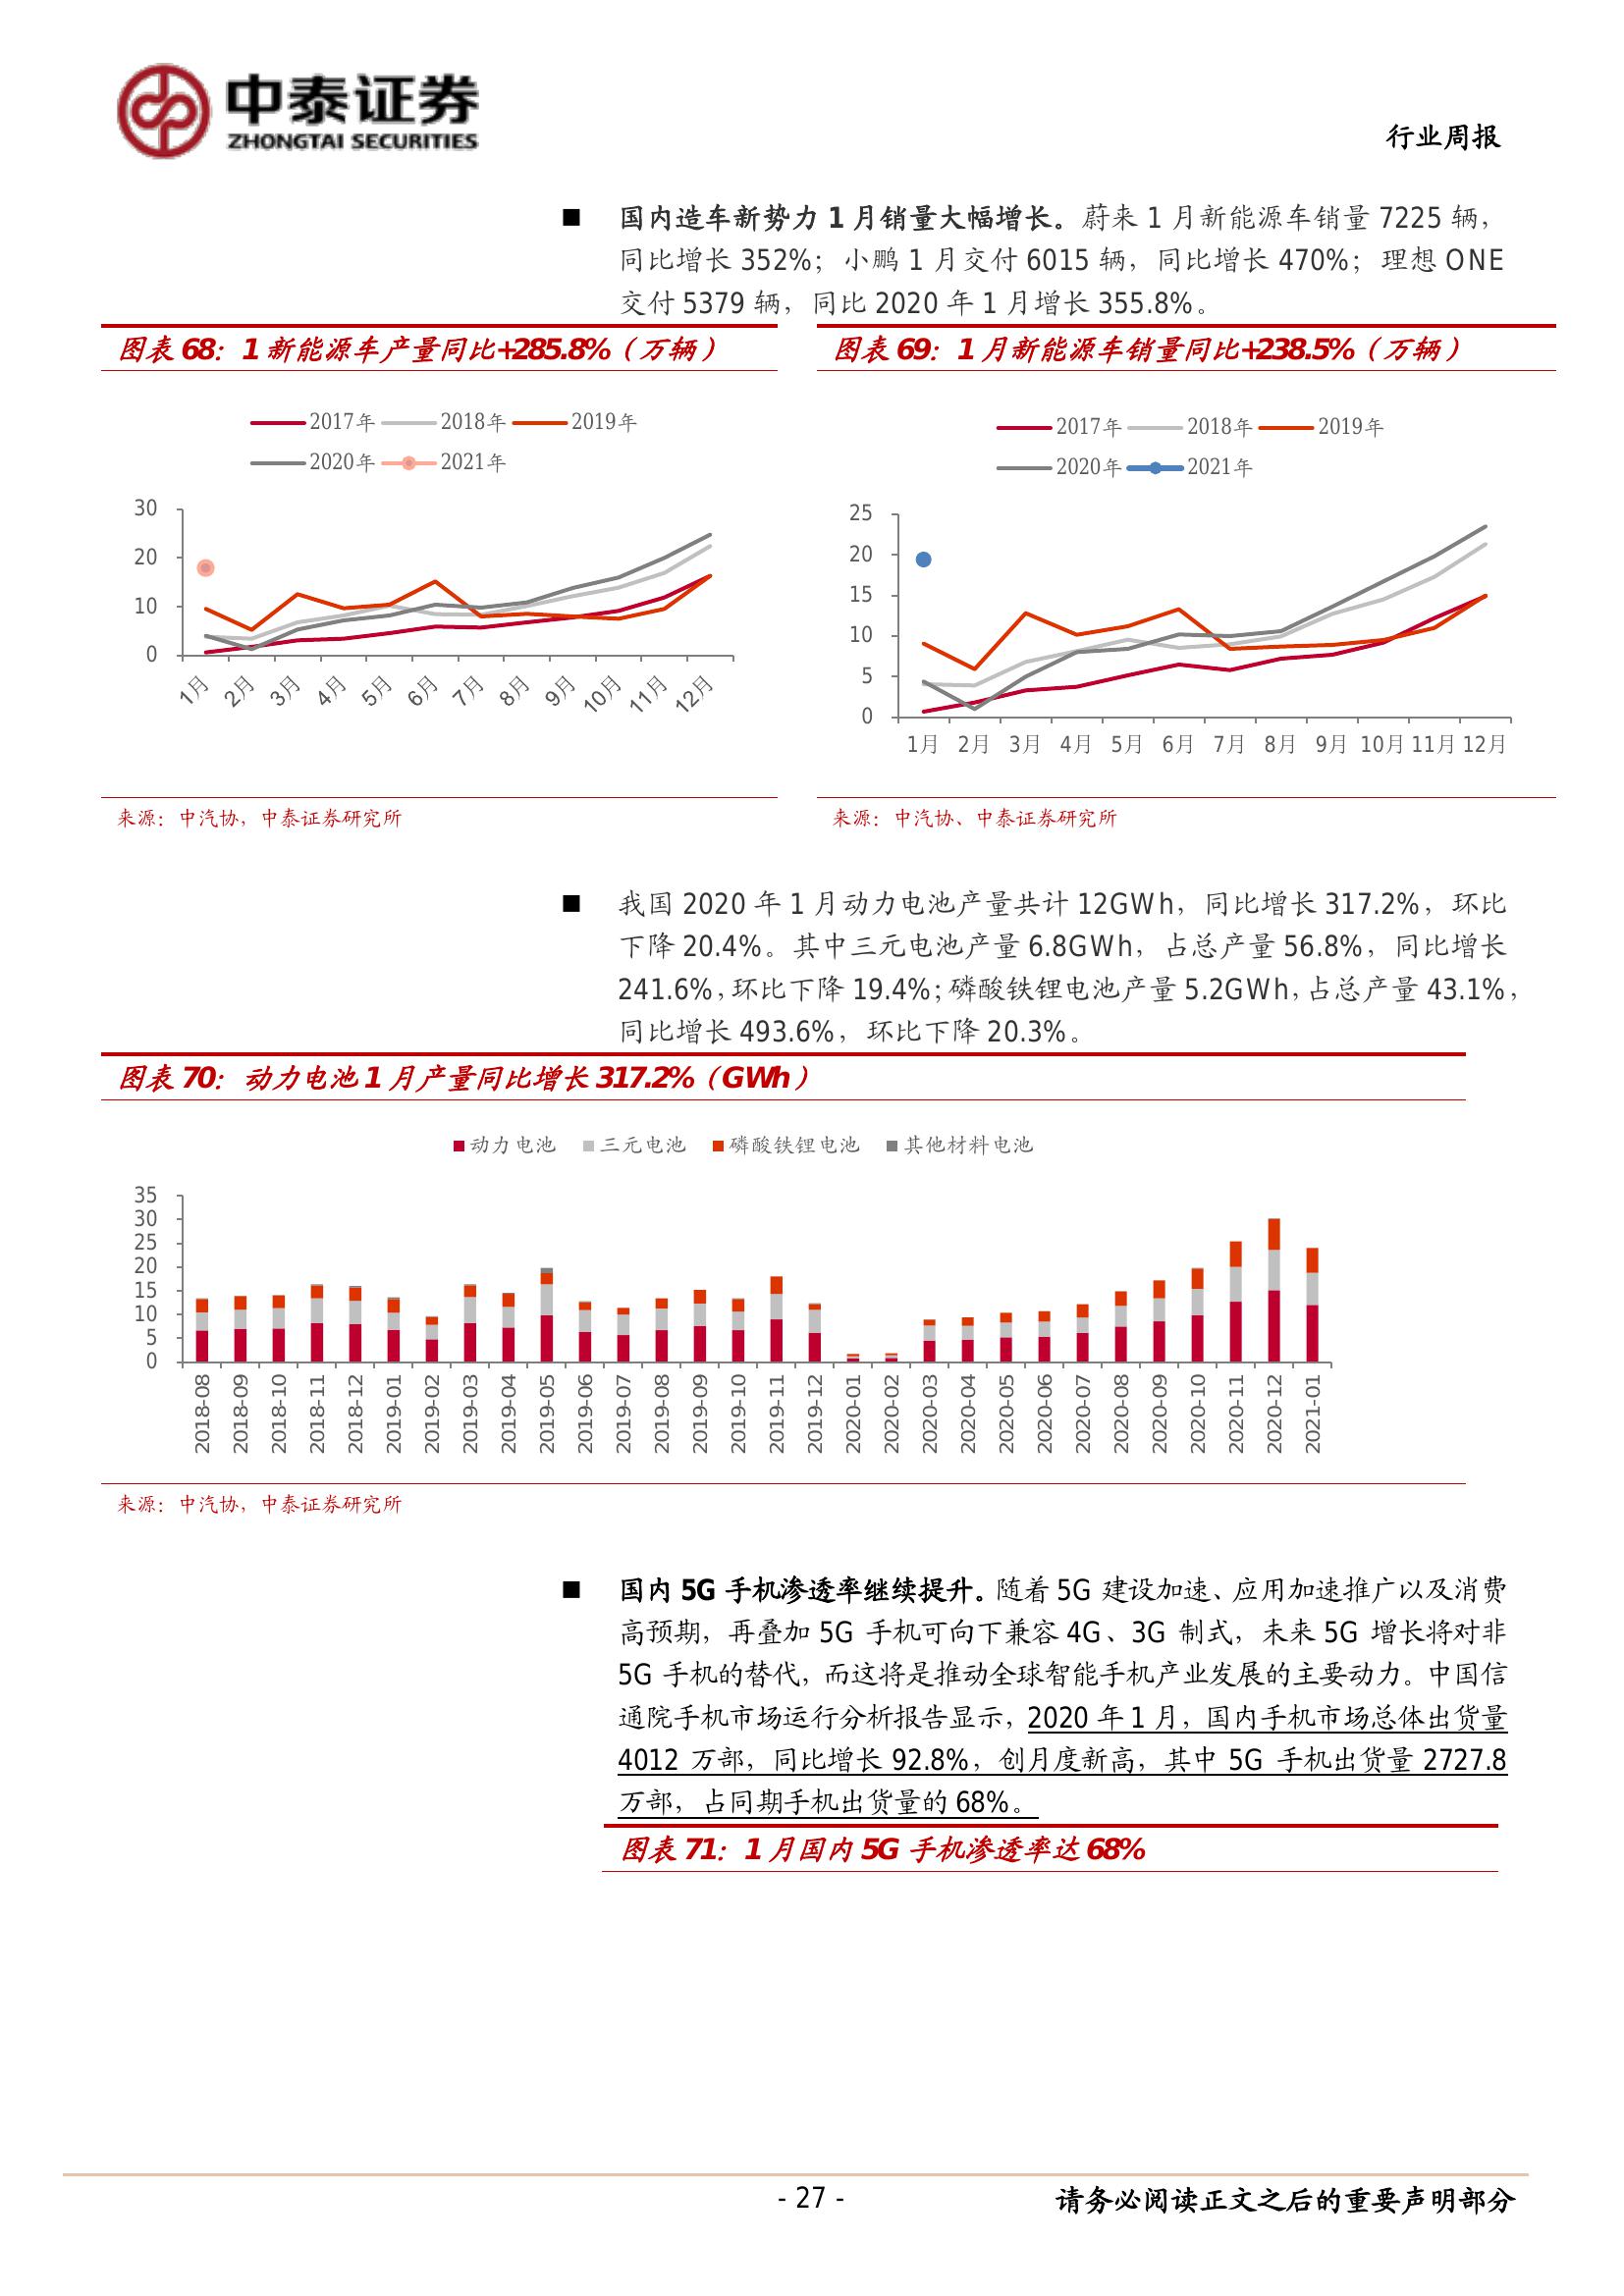 中泰证券
ZHONGTAI SECURITIES
行业周报
■ 国内造车新势力 1 月销量大幅增长。蔚来 1 月新能源车销量 7225 辆，
同比增长 352%；小鹏 1 月交付 6015 辆，同比增长 470%；理想 ONE
交付 5379 辆，同比 2020 年 1 月增长 355.8%。
图表 68：1 新能源车产量同比+285.8%（万辆）
2017年 2018年 2019年
2020年 2021年
30
20
10
0
1月 2月 3月 4月 5月 6月 7月 8月 9月 10月 11月 12月
来源：中汽协，中泰证券研究所
图表 69：1 月新能源车销量同比+238.5%（万辆）
2017年 2018年 2019年
2020年 2021年
25
20
15
10
5
0
1月 2月 3月 4月 5月 6月 7月 8月 9月 10月 11月 12月
来源：中汽协、中泰证券研究所
■ 我国 2020 年 1 月动力电池产量共计 12GWh，同比增长 317.2%，环比
下降 20.4%。其中三元电池产量 6.8GWh，占总产量 56.8%，同比增长
241.6%，环比下降 19.4%；磷酸铁锂电池产量 5.2GWh，占总产量 43.1%，
同比增长 493.6%，环比下降 20.3%。
图表 70：动力电池 1 月产量同比增长 317.2%（GWh）
动力电池 三元电池 磷酸铁锂电池 其他材料电池
35
30
25
20
15
10
5
0
2018-08 2018-09 2018-10 2018-11 2018-12 2019-01 2019-02 2019-03 2019-04 2019-05 2019-06 2019-07 2019-08 2019-09 2019-10 2019-11 2019-12 2020-01 2020-02 2020-03 2020-04 2020-05 2020-06 2020-07 2020-08 2020-09 2020-10 2020-11 2020-12 2021-01
来源：中汽协，中泰证券研究所
■ 国内 5G 手机渗透率继续提升。随着 5G 建设加速、应用加速推广以及消费
高预期，再叠加 5G 手机可向下兼容 4G、3G 制式，未来 5G 增长将对非
5G 手机的替代，而这将是推动全球智能手机产业发展的主要动力。中国信
通院手机市场运行分析报告显示，2020 年 1 月，国内手机市场总体出货量
4012 万部，同比增长 92.8%，创月度新高，其中 5G 手机出货量 2727.8
万部，占同期手机出货量的 68%。
图表 71：1 月国内 5G 手机渗透率达 68%
- 27 -
请务必阅读正文之后的重要声明部分